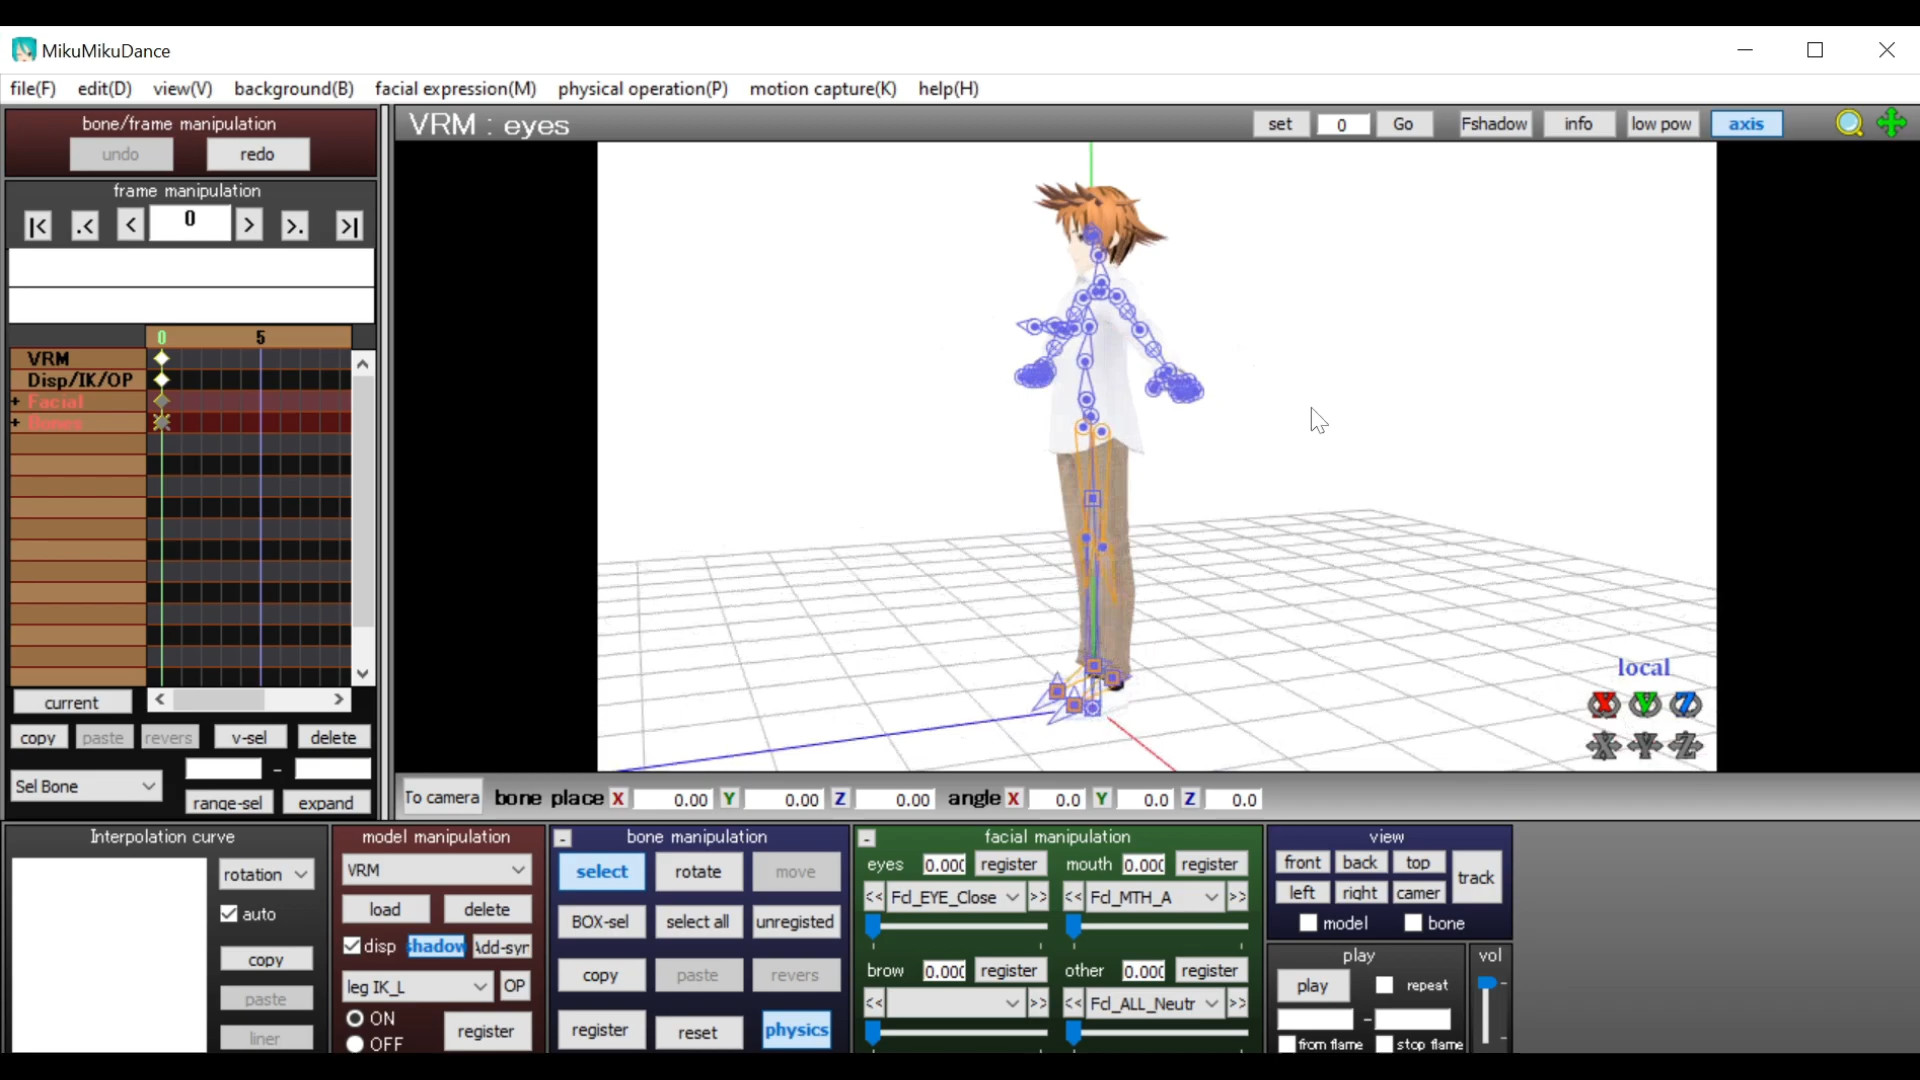 MikuMikuDance
file(F) edit(D) view(V) background(B) facial expression(M) physical operation(P) motion capture(K) help(H)
bone/frame manipulation
undo redo
frame manipulation
|< .< < 0 > >. >|
VRM : eyes
set 0 Go Fshadow info low pow axis
0 5
VRM
Disp/IK/OP
+ Facial
+ Bones
current < >
copy paste revers v-sel delete
Sel Bone -
range-sel expand
local
X Y Z
X Y Z
To camera bone place X 0.00 Y 0.00 Z 0.00 angle X 0.0 Y 0.0 Z 0.0
Interpolation curve
rotation
auto
copy
paste
liner
model manipulation
VRM
load delete
disp shadow Add-syn
leg IK_L OP
ON
OFF
register
- bone manipulation
select rotate move
BOX-sel select all unregisted
copy paste revers
register reset physics
- facial manipulation
eyes 0.000 register mouth 0.000 register
<< Fcl_EYE_Close >> << Fcl_MTH_A >>
brow 0.000 register other 0.000 register
<< >> << Fcl_ALL_Neutr >>
view
front back top
left right camer
track
model bone
play
play repeat
-
from flame stop flame
vol